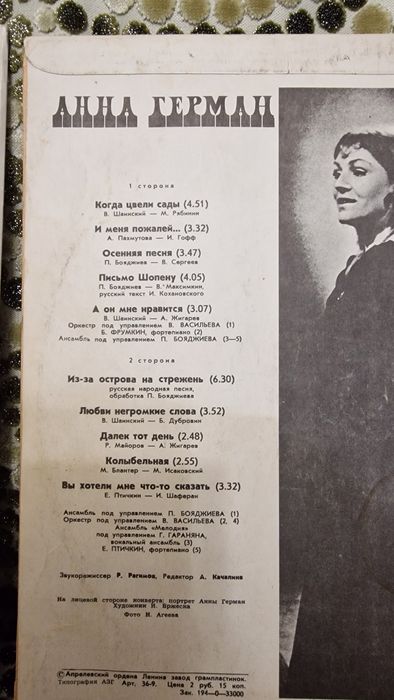 АННА ГЕРМАН
1 сторона
Когда цвели сады (4.51)
В. Шаинский — М. Рябинин
И меня пожалей... (3.32)
А. Пахмутова — И. Гофф
Осенняя песня (3.47)
П. Бояджиев — В. Сергеев
Письмо Шопену (4.05)
П. Бояджиев — В. Максимкин,
русский текст И. Кохановского
А он мне нравится (3.07)
В. Шаинский — А. Жигарев
Оркестр под управлением В. ВАСИЛЬЕВА (1)
Б. ФРУМКИН, фортепиано (2)
Ансамбль под управлением П. БОЯДЖИЕВА (3—5)
2 сторона
Из-за острова на стрежень (6.30)
русская народная песня,
обработка П. Бояджиева
Любви негромкие слова (3.52)
В. Шаинский — Б. Дубровин
Далек тот день (2.48)
Р. Майоров — А. Жигарев
Колыбельная (2.55)
М. Блантер — М. Исаковский
Вы хотели мне что-то сказать (3.32)
Е. Птичкин — И. Шаферан
Ансамбль под управлением П. БОЯДЖИЕВА (1)
Оркестр под управлением В. ВАСИЛЬЕВА (2, 4)
Ансамбль «Мелодия»
под управлением Г. ГАРАНЯНА,
вокальный ансамбль (3)
Е. ПТИЧКИН, фортепиано (5)
Звукорежиссер Р. Рагимов, Редактор А. Качалина
На лицевой стороне конверта: портрет Анны Герман
Художник И. Вржеска
Фото Н. Агеева
© Апрелевский ордена Ленина завод грампластинок.
Типография АЗГ Арт. 36-9. Цена 2 руб. 15 коп.
Зак. 194—0—33000